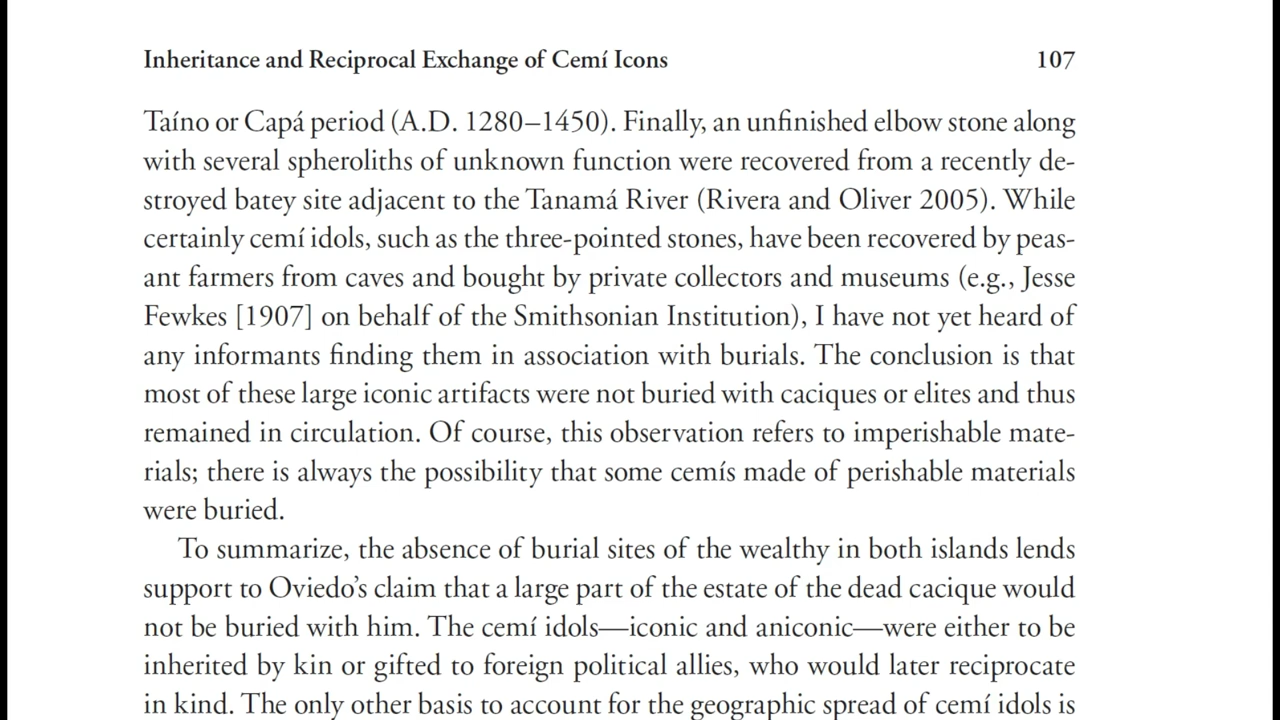 Inheritance and Reciprocal Exchange of Cemí Icons 107
Taíno or Capá period (A.D. 1280–1450). Finally, an unfinished elbow stone along
with several spheroliths of unknown function were recovered from a recently de-
stroyed batey site adjacent to the Tanamá River (Rivera and Oliver 2005). While
certainly cemí idols, such as the three-pointed stones, have been recovered by peas-
ant farmers from caves and bought by private collectors and museums (e.g., Jesse
Fewkes [1907] on behalf of the Smithsonian Institution), I have not yet heard of
any informants finding them in association with burials. The conclusion is that
most of these large iconic artifacts were not buried with caciques or elites and thus
remained in circulation. Of course, this observation refers to imperishable mate-
rials; there is always the possibility that some cemís made of perishable materials
were buried.
To summarize, the absence of burial sites of the wealthy in both islands lends
support to Oviedo’s claim that a large part of the estate of the dead cacique would
not be buried with him. The cemí idols—iconic and aniconic—were either to be
inherited by kin or gifted to foreign political allies, who would later reciprocate
in kind. The only other basis to account for the geographic spread of cemí idols is